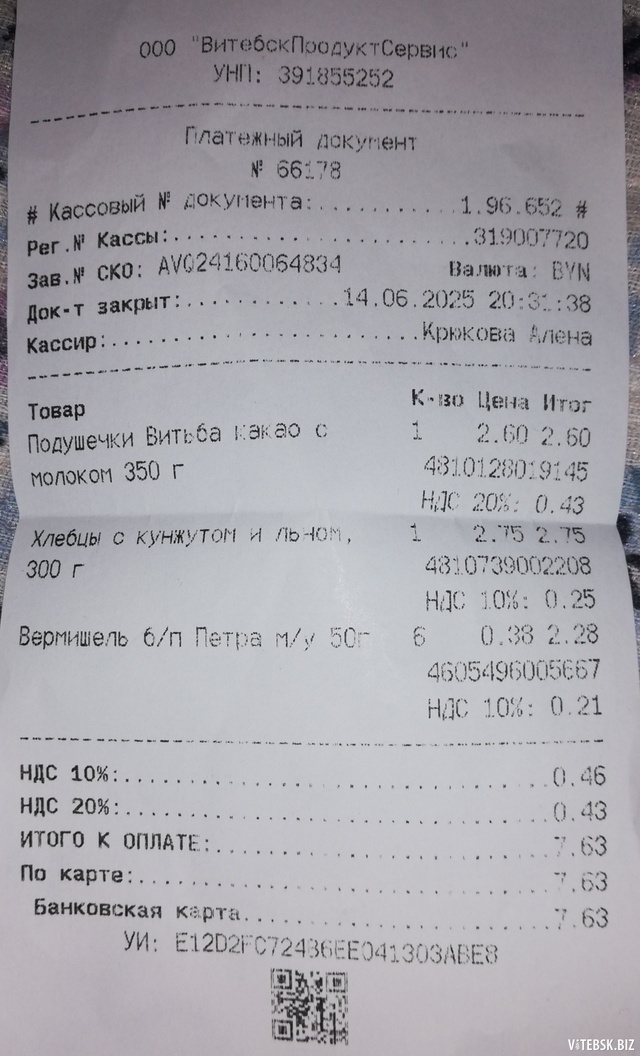 ООО "ВитебскПродуктСервис"
УНП: 391855252
Платежный документ
№ 66178
# Кассовый № документа:............1.96.652 #
Рег.№ Кассы:........................319007720
Зав.№ СКО: AVQ24160064834 Валюта: BYN
Док-т закрыт:.............14.06.2025 20:31:38
Кассир:.........................Крюкова Алена
Товар К-во Цена Итог
Подушечки Витьба какао с 1 2.60 2.60
молоком 350 г 4810128019145
НДС 20%: 0.43
Хлебцы с кунжутом и льном, 1 2.75 2.75
300 г 4810739002208
НДС 10%: 0.25
Вермишель б/п Петра м/у 50г 6 0.38 2.28
4605496005667
НДС 10%: 0.21
НДС 10%:.................................0.46
НДС 20%:.................................0.43
ИТОГО К ОПЛАТЕ:..........................7.63
По карте:................................7.63
Банковская карта.........................7.63
УИ: E12D2FC72436EE041303ABE8
VITEBSK.BIZ